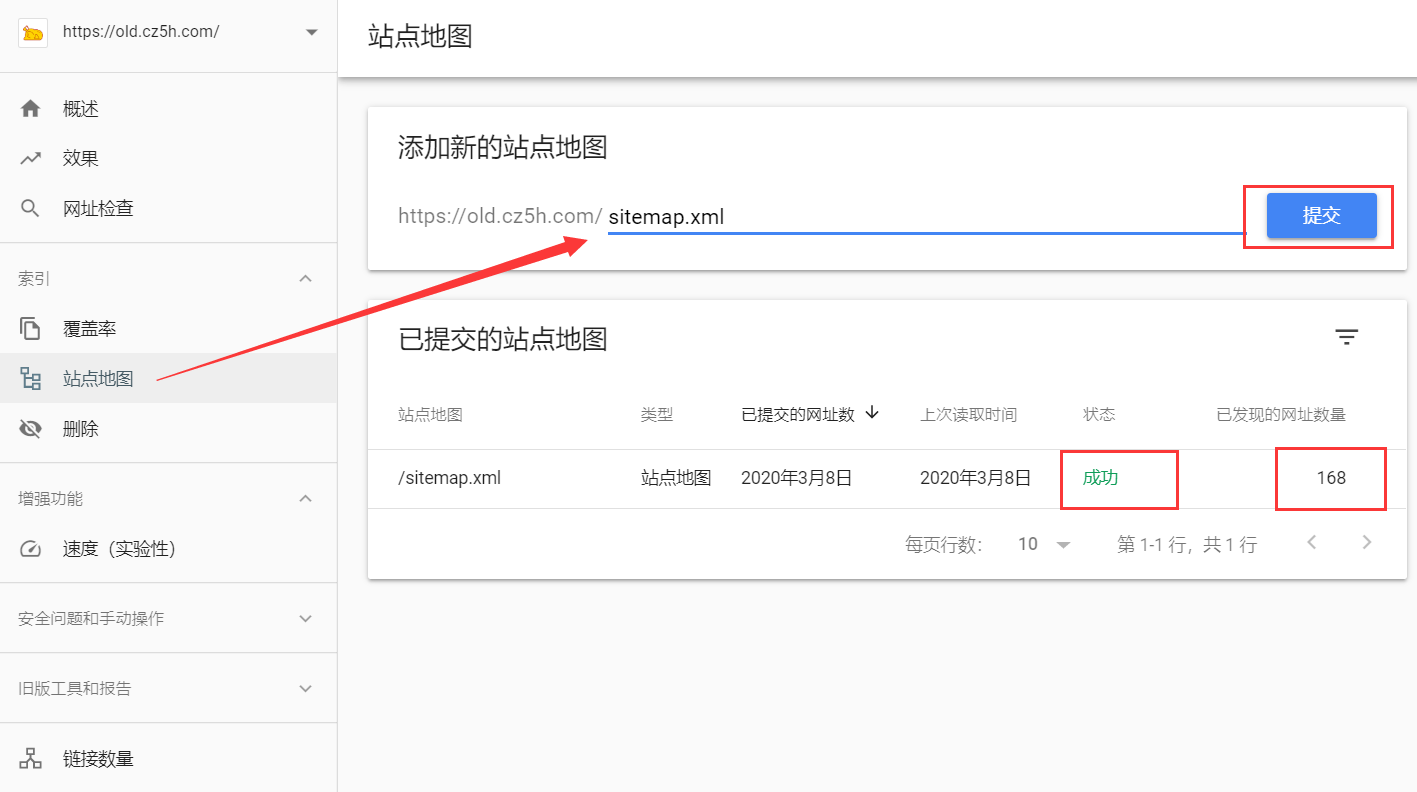 https://old.cz5h.com/
概述
效果
网址检查
索引
覆盖率
站点地图
删除
增强功能
速度（实验性）
安全问题和手动操作
旧版工具和报告
链接数量
站点地图
添加新的站点地图
https://old.cz5h.com/ sitemap.xml 提交
已提交的站点地图
站点地图 类型 已提交的网址数 上次读取时间 状态 已发现的网址数量
/sitemap.xml 站点地图 2020年3月8日 2020年3月8日 成功 168
每页行数： 10 第 1-1 行，共 1 行